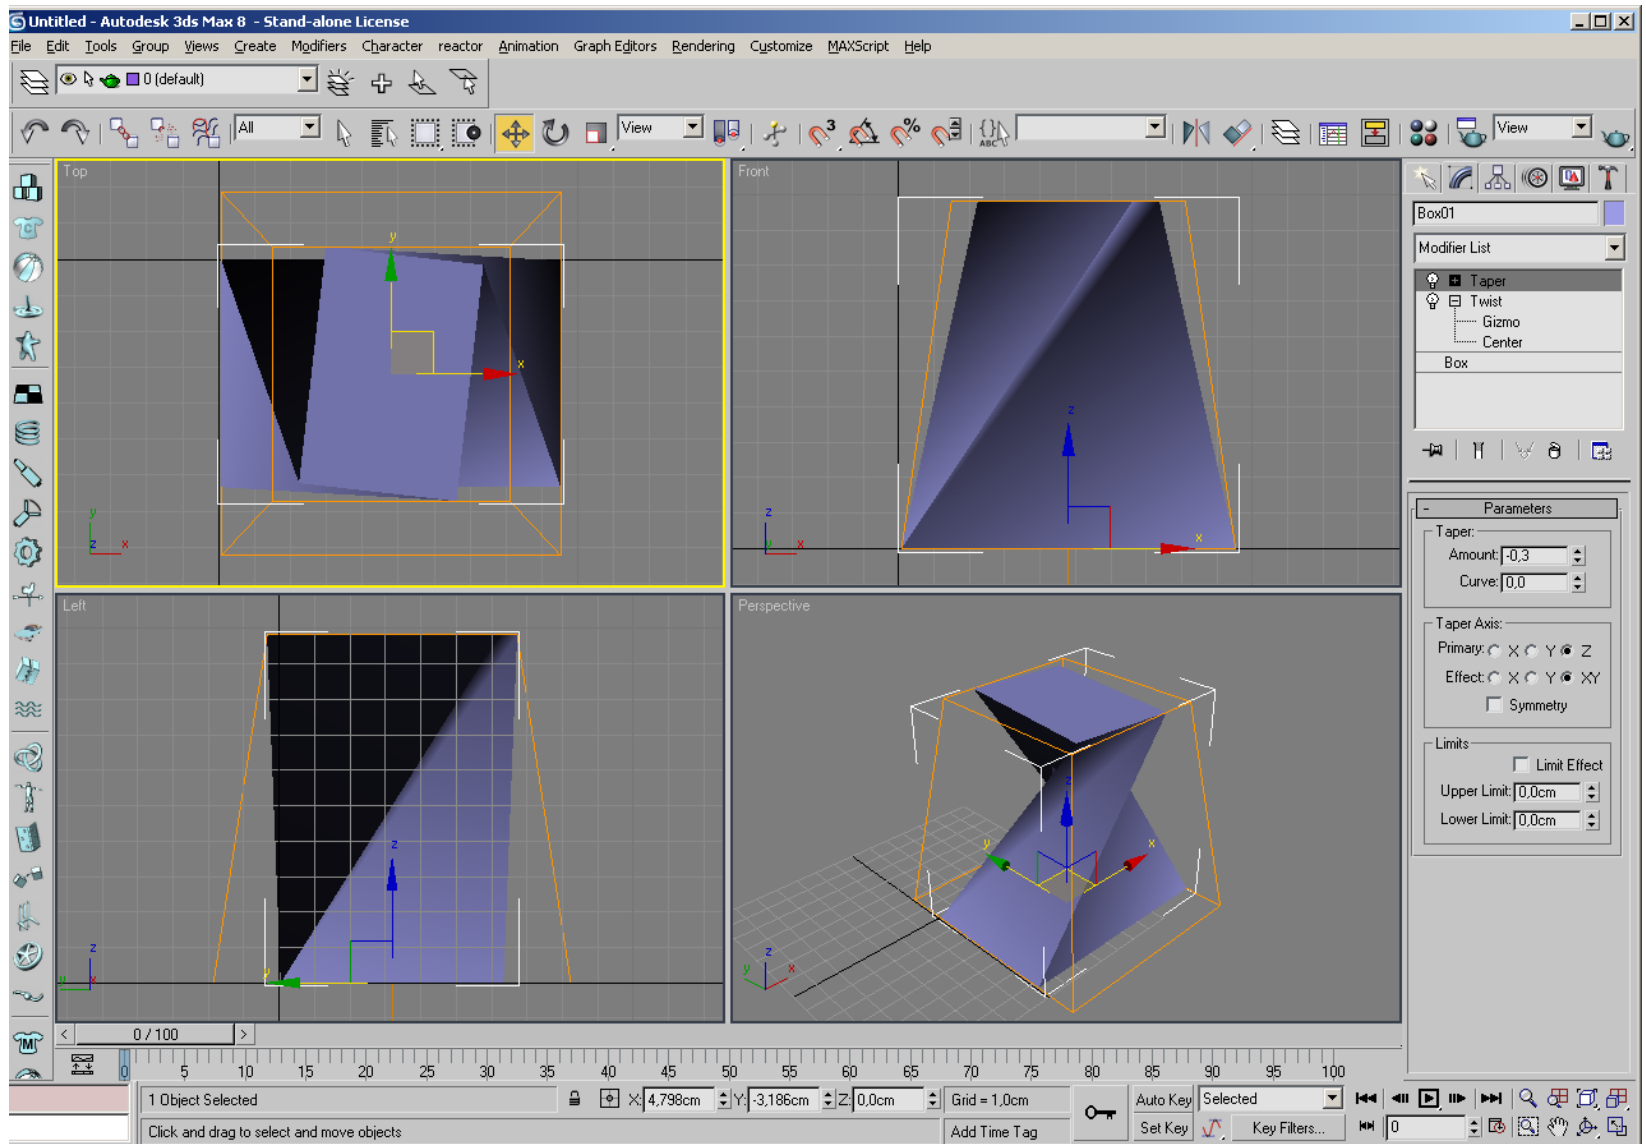 Untitled - Autodesk 3ds Max 8 - Stand-alone License
File Edit Tools Group Views Create Modifiers Character reactor Animation Graph Editors Rendering Customize MAXScript Help
0 (default)
All View 3 % {} ABC View
Top
y
x
y
z x
Front
z
x
z
y x
Box01
Modifier List
Taper
Twist
Gizmo
Center
Box
- Parameters
Taper:
Amount: -0,3
Curve: 0,0
Taper Axis:
Primary: X Y Z
Effect: X Y XY
Symmetry
Limits
Limit Effect
Upper Limit: 0,0cm
Lower Limit: 0,0cm
Left
z
y
z
y x
Perspective
z
y x
z
y x
M
< 0 / 100 >
0 5 10 15 20 25 30 35 40 45 50 55 60 65 70 75 80 85 90 95 100
1 Object Selected X: 4,798cm Y: -3,186cm Z: 0,0cm Grid = 1,0cm Auto Key Selected
Click and drag to select and move objects Add Time Tag Set Key Key Filters... 0